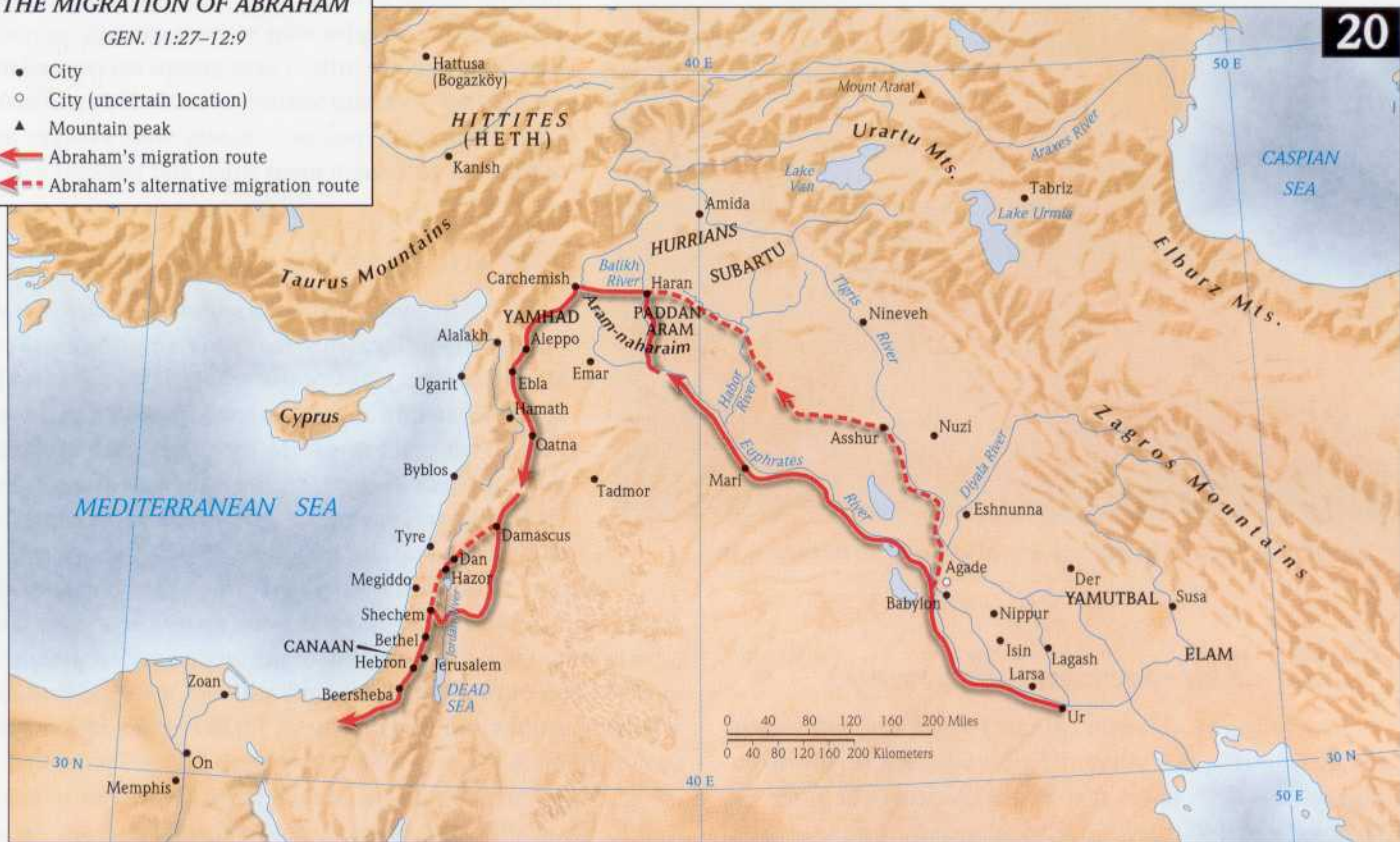 THE MIGRATION OF ABRAHAM
GEN. 11:27–12:9
City
City (uncertain location)
Mountain peak
Abraham's migration route
Abraham's alternative migration route
20
40 E
50 E
Hattusa
(Bogazköy)
HITTITES
(HETH)
Kanish
Mount Ararat
Urartu Mts.
Araxes River
CASPIAN
SEA
Lake
Van
Tabriz
Lake Urmia
Amida
HURRIANS
SUBARTU
Taurus Mountains
Elburz Mts.
Carchemish
Balikh
River
Haran
Tigris
River
Nineveh
YAMHAD
PADDAN
ARAM
Aram-naharaim
Alalakh
Aleppo
Emar
Ugarit
Ebla
Habor
River
Cyprus
Hamath
Qatna
Asshur
Nuzi
Zagros Mountains
Diyala River
Euphrates
River
Byblos
Tadmor
Mari
MEDITERRANEAN SEA
Eshnunna
Tyre
Damascus
Dan
Hazor
Megiddo
Agade
Babylon
Der
YAMUTBAL
Susa
Shechem
Jordan River
Nippur
Bethel
CANAAN
Isin
Lagash
ELAM
Hebron
Jerusalem
Larsa
Zoan
Beersheba
DEAD
SEA
Ur
0 40 80 120 160 200 Miles
0 40 80 120 160 200 Kilometers
On
30 N
30 N
Memphis
40 E
50 E